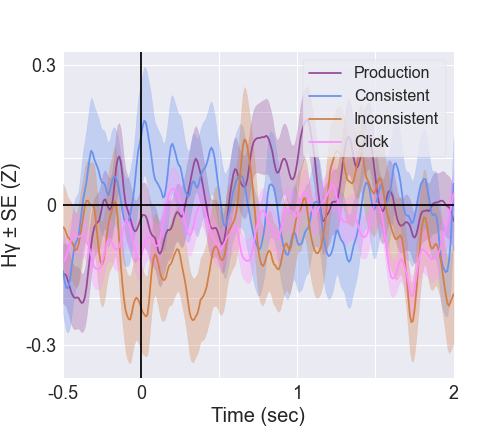 0.3
0
-0.3
Hγ ± SE (Z)
Production
Consistent
Inconsistent
Click
-0.5
0
1
2
Time (sec)